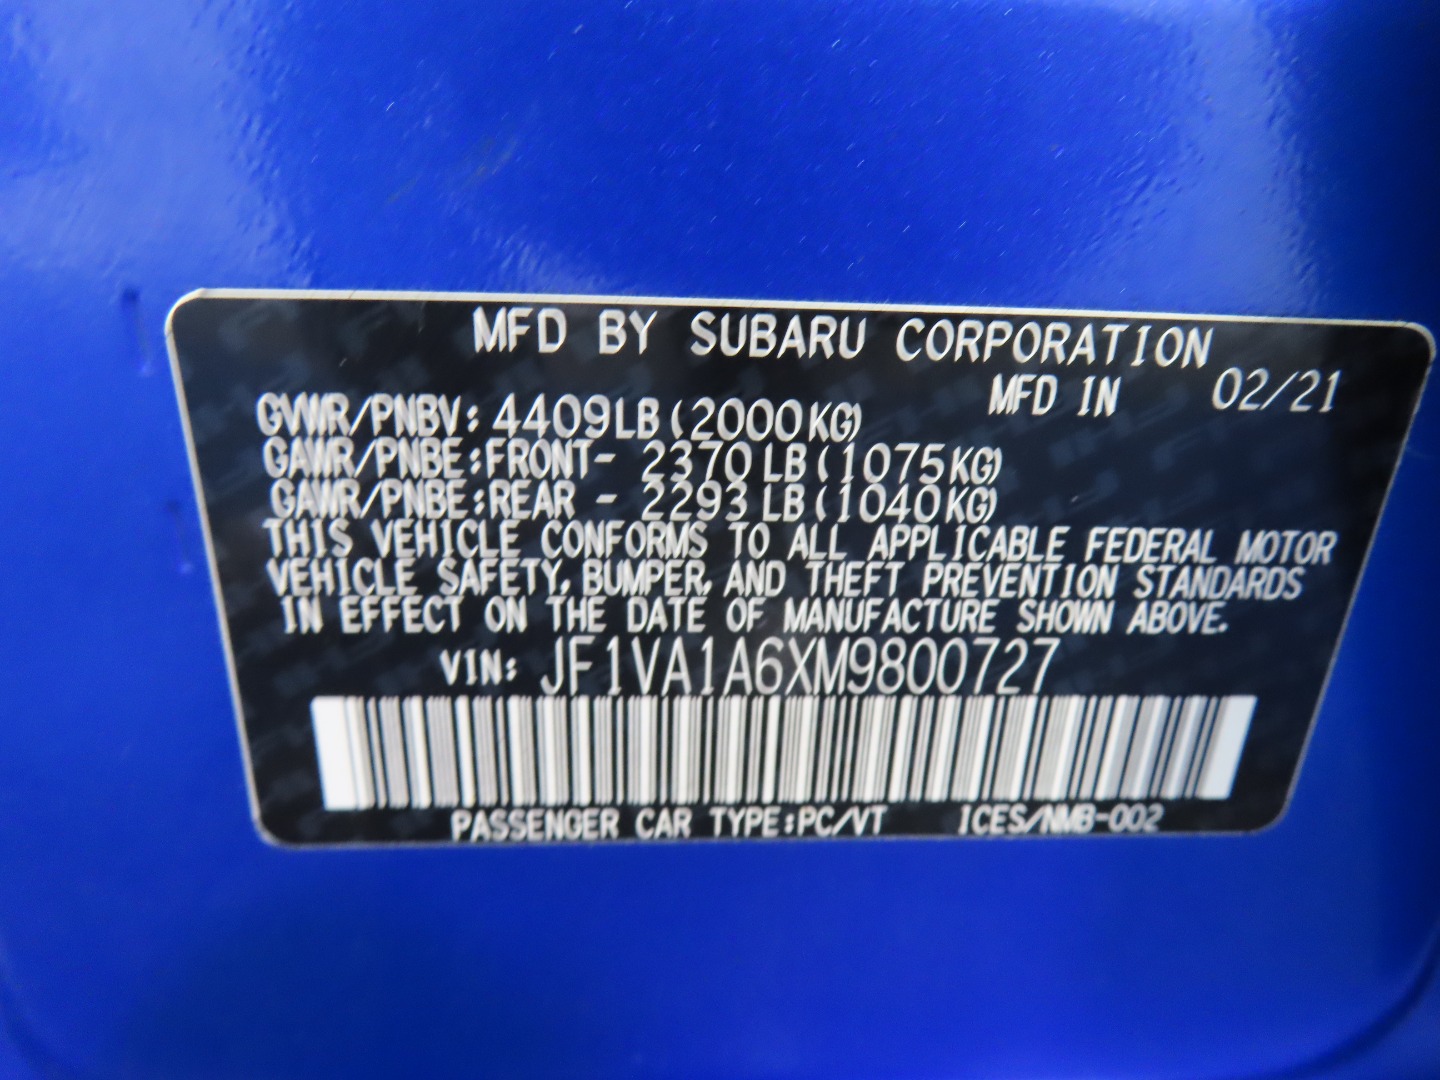 MFD BY SUBARU CORPORATION
MFD IN 02/21
GVWR/PNBV: 4409LB (2000KG)
GAWR/PNBE:FRONT- 2370LB (1075KG)
GAWR/PNBE:REAR - 2293LB (1040KG)
THIS VEHICLE CONFORMS TO ALL APPLICABLE FEDERAL MOTOR
VEHICLE SAFETY, BUMPER, AND THEFT PREVENTION STANDARDS
IN EFFECT ON THE DATE OF MANUFACTURE SHOWN ABOVE.
VIN: JF1VA1A6XM9800727
PASSENGER CAR TYPE:PC/VT ICES/NMB-002